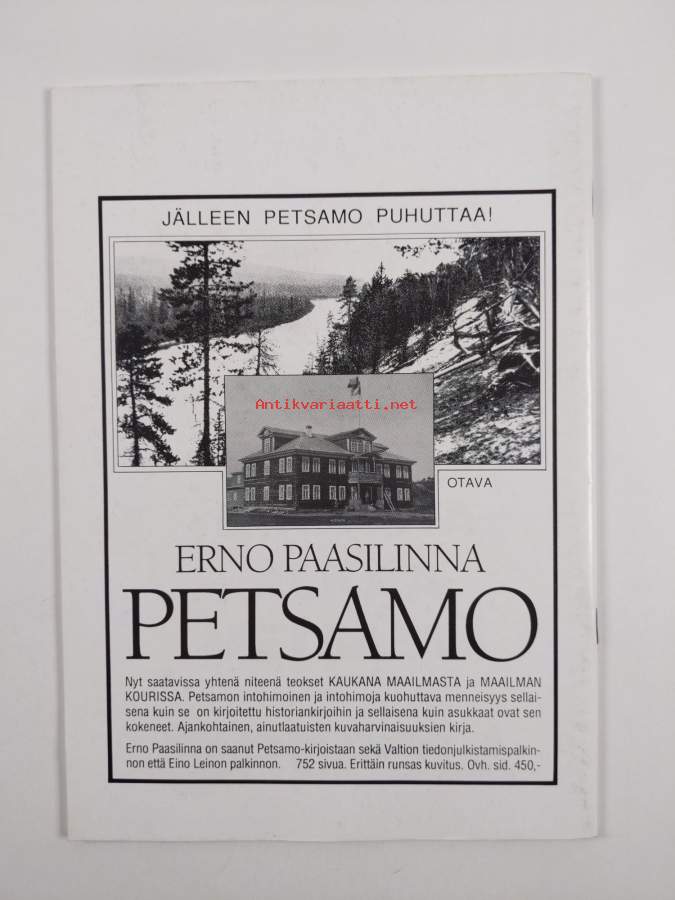 JÄLLEEN PETSAMO PUHUTTAA!
Antikvariaatti.net
OTAVA
ERNO PAASILINNA
PETSAMO
Nyt saatavissa yhtenä niteenä teokset KAUKANA MAAILMASTA ja MAAILMAN
KOURISSA. Petsamon intohimoinen ja intohimoja kuohuttava menneisyys sellai-
sena kuin se on kirjoitettu historiankirjoihin ja sellaisena kuin asukkaat ovat sen
kokeneet. Ajankohtainen, ainutlaatuisten kuvaharvinaisuuksien kirja.
Erno Paasilinna on saanut Petsamo-kirjoistaan sekä Valtion tiedonjulkistamispalkin-
non että Eino Leinon palkinnon. 752 sivua. Erittäin runsas kuvitus. Ovh. sid. 450,-